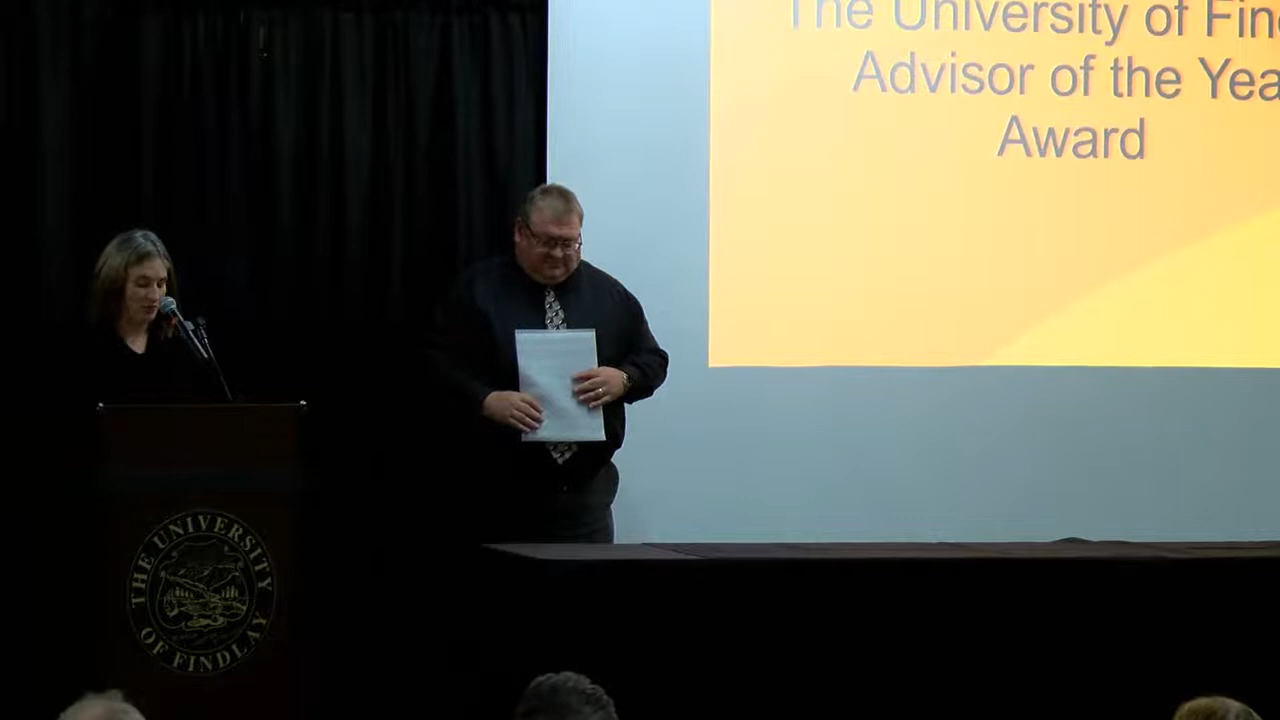 The University of Fin
Advisor of the Yea
Award
THE UNIVERSITY
OF FINDLAY